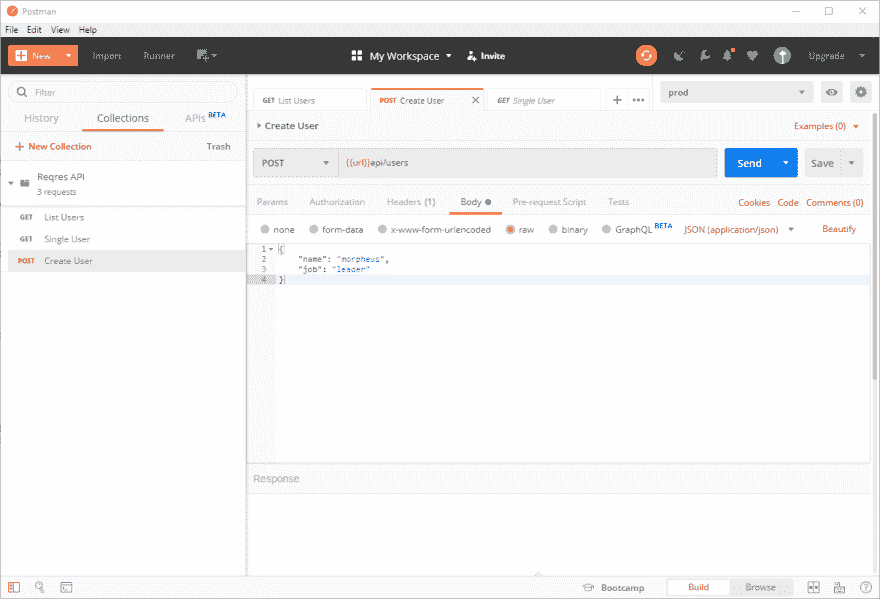 Postman
File Edit View Help
New Import Runner My Workspace Invite Upgrade
Filter
History Collections APIs BETA
New Collection Trash
Reqres API
3 requests
GET List Users
GET Single User
POST Create User
GET List Users POST Create User GET Single User prod
Create User Examples (0)
POST {{url}}api/users Send Save
Params Authorization Headers (1) Body Pre-request Script Tests Cookies Code Comments (0)
none form-data x-www-form-urlencoded raw binary GraphQL BETA JSON (application/json) Beautify
1 {
2 "name": "morpheus",
3 "job": "leader"
4 }
Response
Bootcamp Build Browse